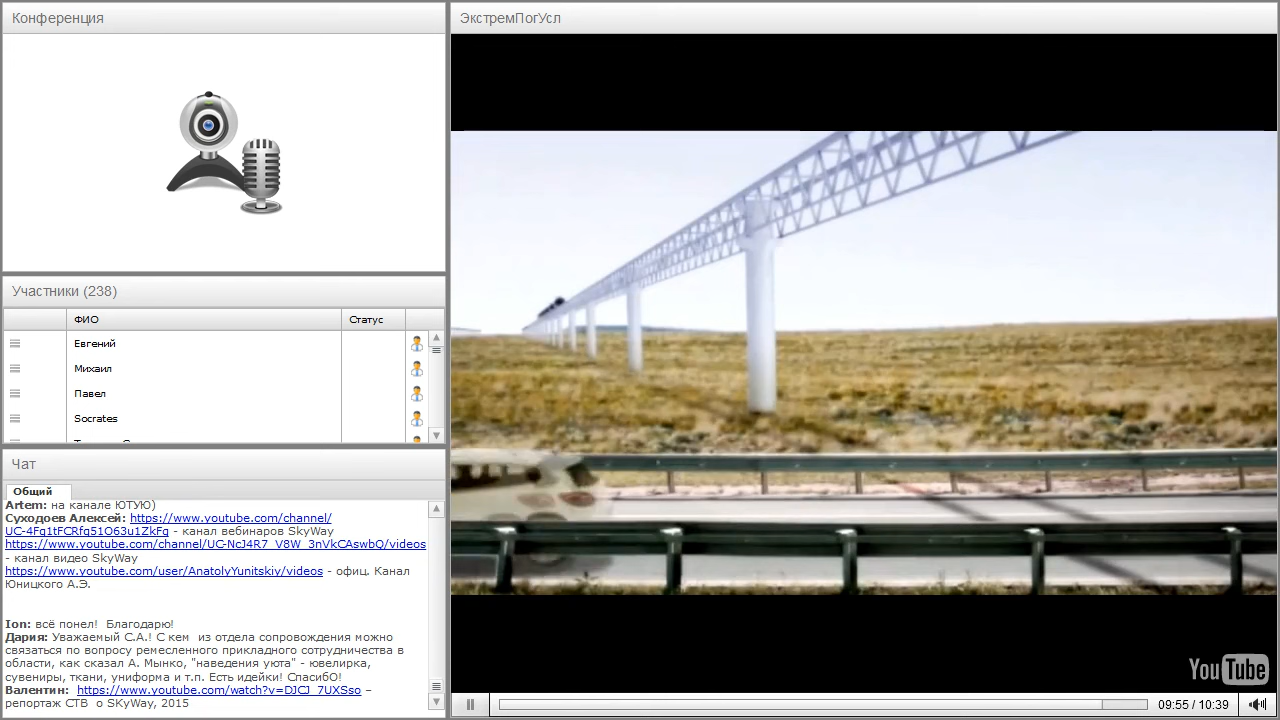 Конференция
ЭкстремПогУсл
Участники (238)
ФИО
Статус
Евгений
Михаил
Павел
Socrates
Чат
Общий
Artem: на канале ЮТУЮ)
Суходоев Алексей: https://www.youtube.com/channel/
UC-4Fg1tFCRfg51O63u1ZkFg - канал вебинаров SkyWay
https://www.youtube.com/channel/UC-NcJ4R7_V8W_3nVkCAswbQ/videos
- канал видео SkyWay
https://www.youtube.com/user/AnatolyYunitskiy/videos - офиц. Канал
Юницкого А.Э.
Ion: всё понел! Благодарю!
Дария: Уважаемый С.А.! С кем из отдела сопровождения можно
связаться по вопросу ремесленного прикладного сотрудничества в
области, как сказал А. Мынко, "наведения уюта" - ювелирка,
сувениры, ткани, униформа и т.п. Есть идейки! СпасибО!
Валентин: https://www.youtube.com/watch?v=DJCJ_7UXSso –
репортаж СТВ о SKyWay, 2015
YouTube
09:55 / 10:39